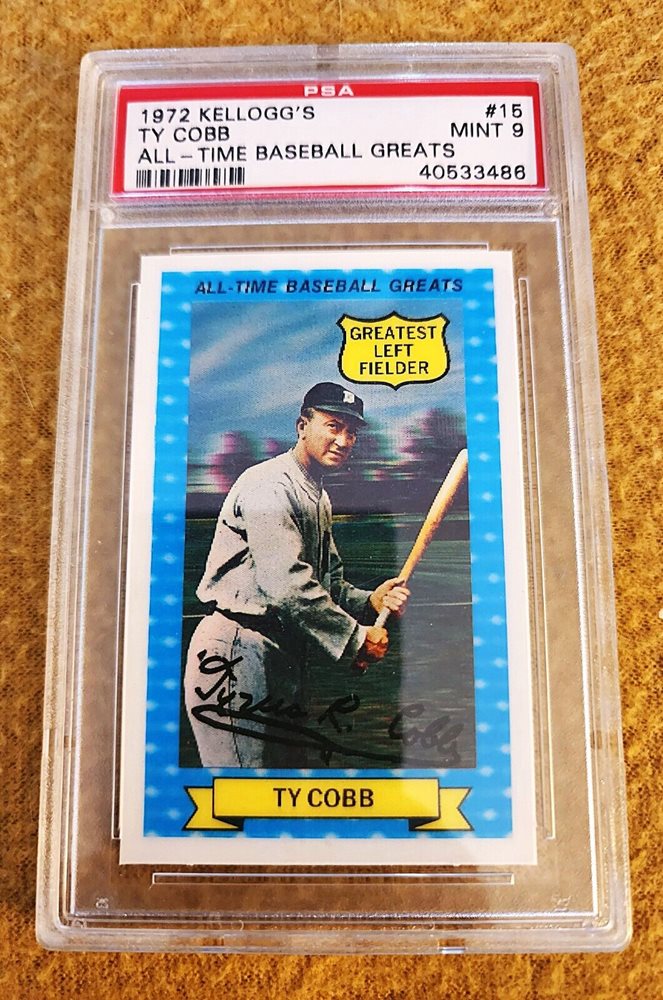 PSA
1972 KELLOGG'S #15
TY COBB MINT 9
ALL-TIME BASEBALL GREATS
40533486
ALL-TIME BASEBALL GREATS
GREATEST
LEFT
FIELDER
Tyrus R. Cobb
TY COBB